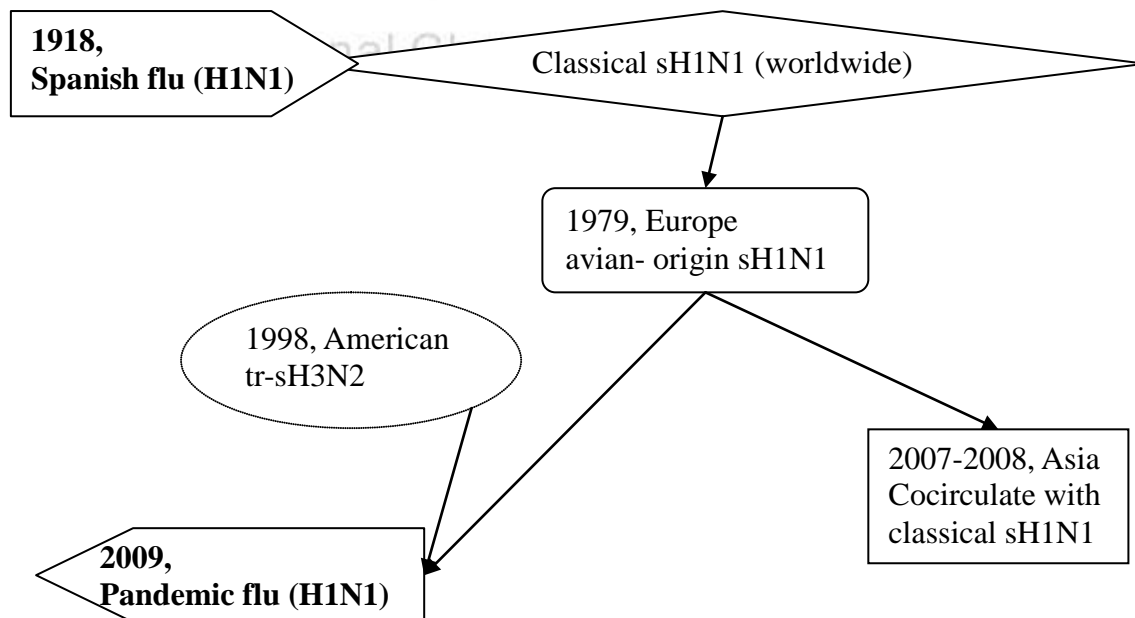 1918,
Spanish flu (H1N1)
Classical sH1N1 (worldwide)
1979, Europe
avian- origin sH1N1
1998, American
tr-sH3N2
2007-2008, Asia
Cocirculate with
classical sH1N1
2009,
Pandemic flu (H1N1)